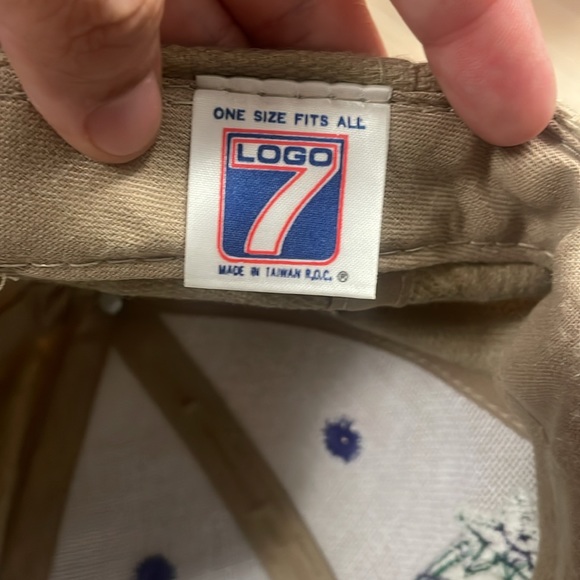 ONE SIZE FITS ALL
LOGO
7
MADE IN TAIWAN R.O.C. ®